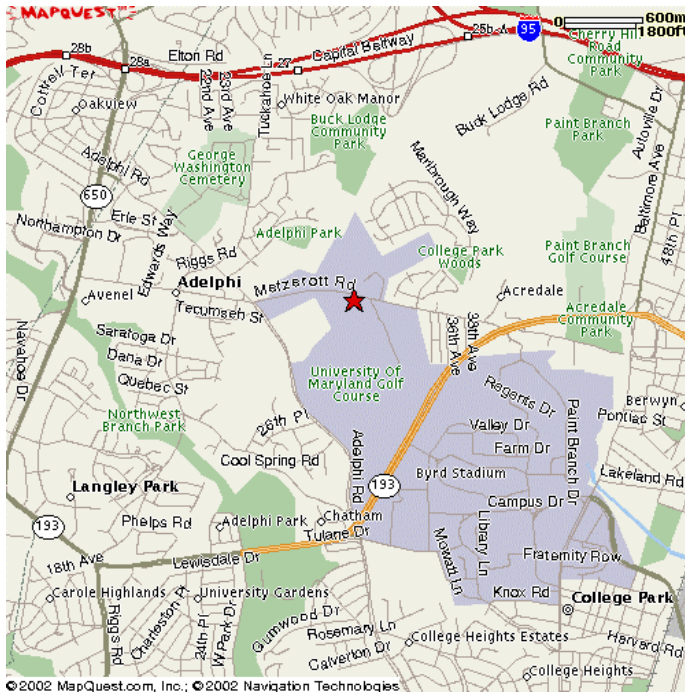 MAPQUEST
0 600m
1800ft
28b
28a
27
25b
95
Capital Beltway
Elton Rd
Cottrell Ter
22nd Ave
23rd Ave
Tuckahoe Ln
Cherry Hill
Road
Community
Park
Oakview
White Oak Manor
Buck Lodge
Community
Park
Buck Lodge Rd
Paint Branch
Park
Autoville Dr
Baltimore Ave
48th Pl
Adelphi Rd
George
Washington
Cemetery
Marlbrough Way
650
Erle St
Northampton Dr
Edwards Way
Riggs Rd
Adelphi Park
College Park
Woods
Paint Branch
Golf Course
Adelphi
Metzerott Rd
Avenel
Tecumseh St
Acredale
Acredale
Community
Park
Navahoe Dr
Saratoga Dr
Dana Dr
Quebec St
36th Ave
38th Ave
University Of
Maryland Golf
Course
Regents Dr
Berwyn
Pontiac St
Northwest
Branch Park
26th Pl
Valley Dr
Farm Dr
Paint Branch Dr
Cool Spring Rd
Adelphi Rd
Byrd Stadium
Lakeland Rd
Langley Park
193
Campus Dr
193
Phelps Rd
Adelphi Park
Chatham
Tulane Dr
Library Ln
Mowatt Ln
Fraternity Row
18th Ave
Lewisdale Dr
Carole Highlands
University Gardens
Knox Rd
College Park
Riggs Rd
Charleston Pl
24th Pl
W Park Dr
Gumwood Dr
Rosemary Ln
Calverton Dr
College Heights Estates
Harvard Rd
College Heights
©2002 MapQuest.com, Inc.; ©2002 Navigation Technologies